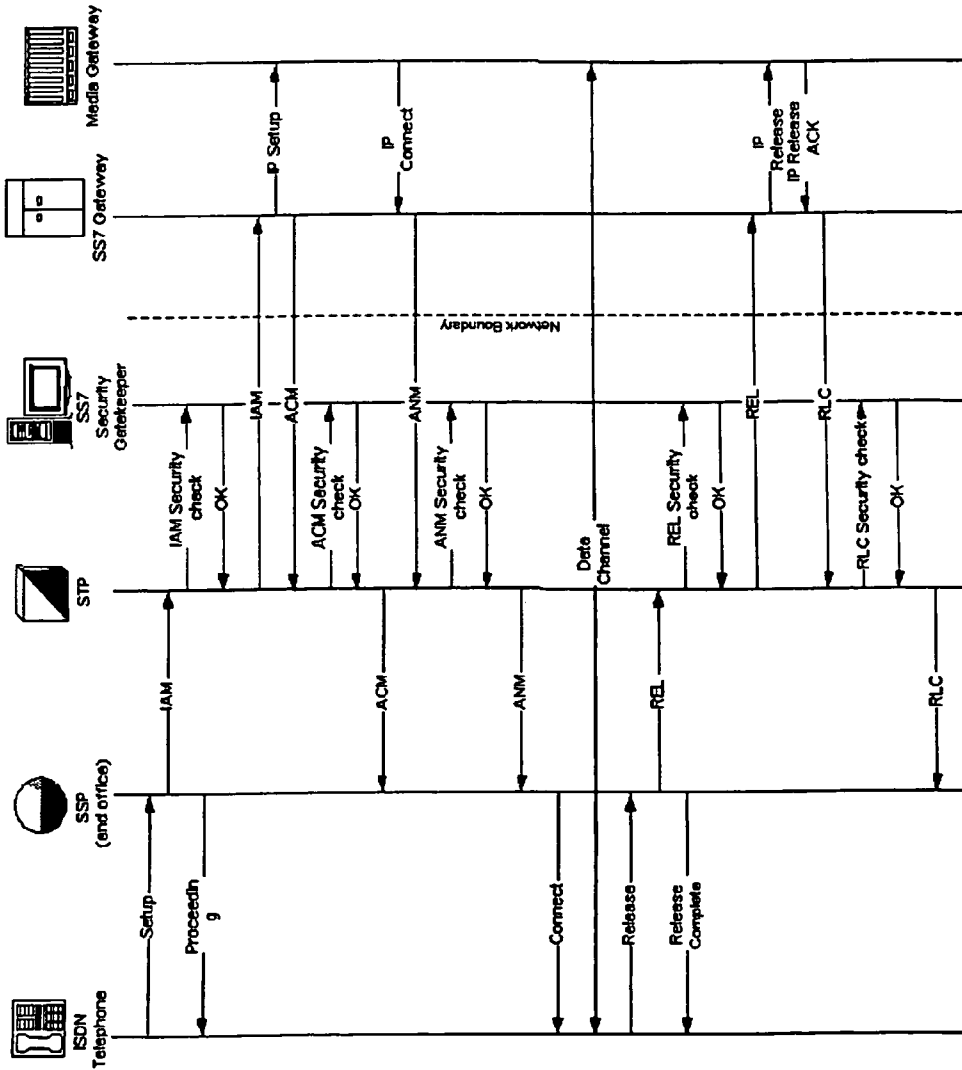 ISDN
Telephone
SSP
(end office)
STP
SS7
Security
Gatekeeper
SS7 Gateway
Media Gateway
Setup
IAM
Proceedin
g
IAM Security
check
OK
IAM
IP Setup
ACM
ACM Security
check
OK
ACM
IP
Connect
ANM
ANM Security
check
OK
ANM
Connect
Data
Channel
Network Boundary
Release
REL
REL Security
check
Release
Complete
OK
REL
IP
Release
IP Release
ACK
RLC
RLC Security checks
OK
RLC